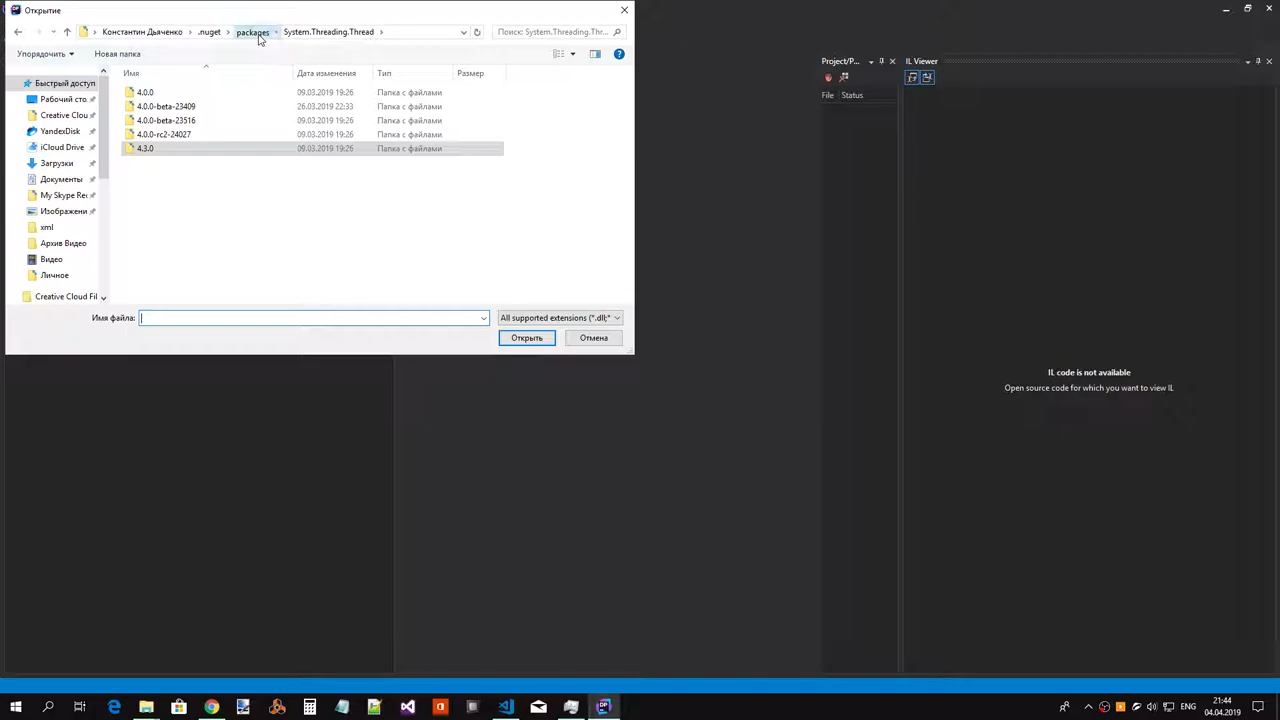 Открытие
Константин Дьяченко > .nuget > packages > System.Threading.Thread >
Поиск: System.Threading.Thr...
Упорядочить
Новая папка
Имя
Дата изменения
Тип
Размер
Быстрый доступ
Рабочий сто.
Creative Clou
YandexDisk
iCloud Drive
Загрузки
Документы
My Skype Rec
Изображени
xml
Архив Видео
Видео
Личное
Creative Cloud Fil
4.0.0 09.03.2019 19:26 Папка с файлами
4.0.0-beta-23409 26.03.2019 22:33 Папка с файлами
4.0.0-beta-23516 09.03.2019 19:26 Папка с файлами
4.0.0-rc2-24027 09.03.2019 19:26 Папка с файлами
4.3.0 09.03.2019 19:26 Папка с файлами
Имя файла:
All supported extensions (*.dll;*
Открыть
Отмена
Project/P...
File Status
IL Viewer
IL code is not available
Open source code for which you want to view IL
ENG
21:44
04.04.2019